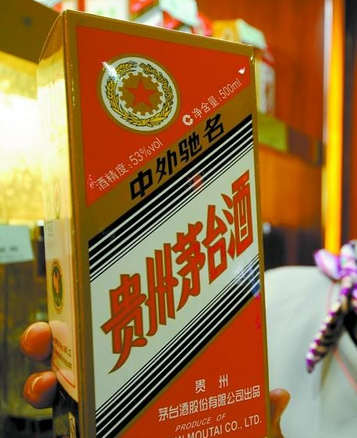 酒精度:53%vol 净含量:500ml
中外驰名
贵州茅台酒
贵州
茅台酒股份有限公司出品
PRODUCE OF
MOUTAI CO., LTD.